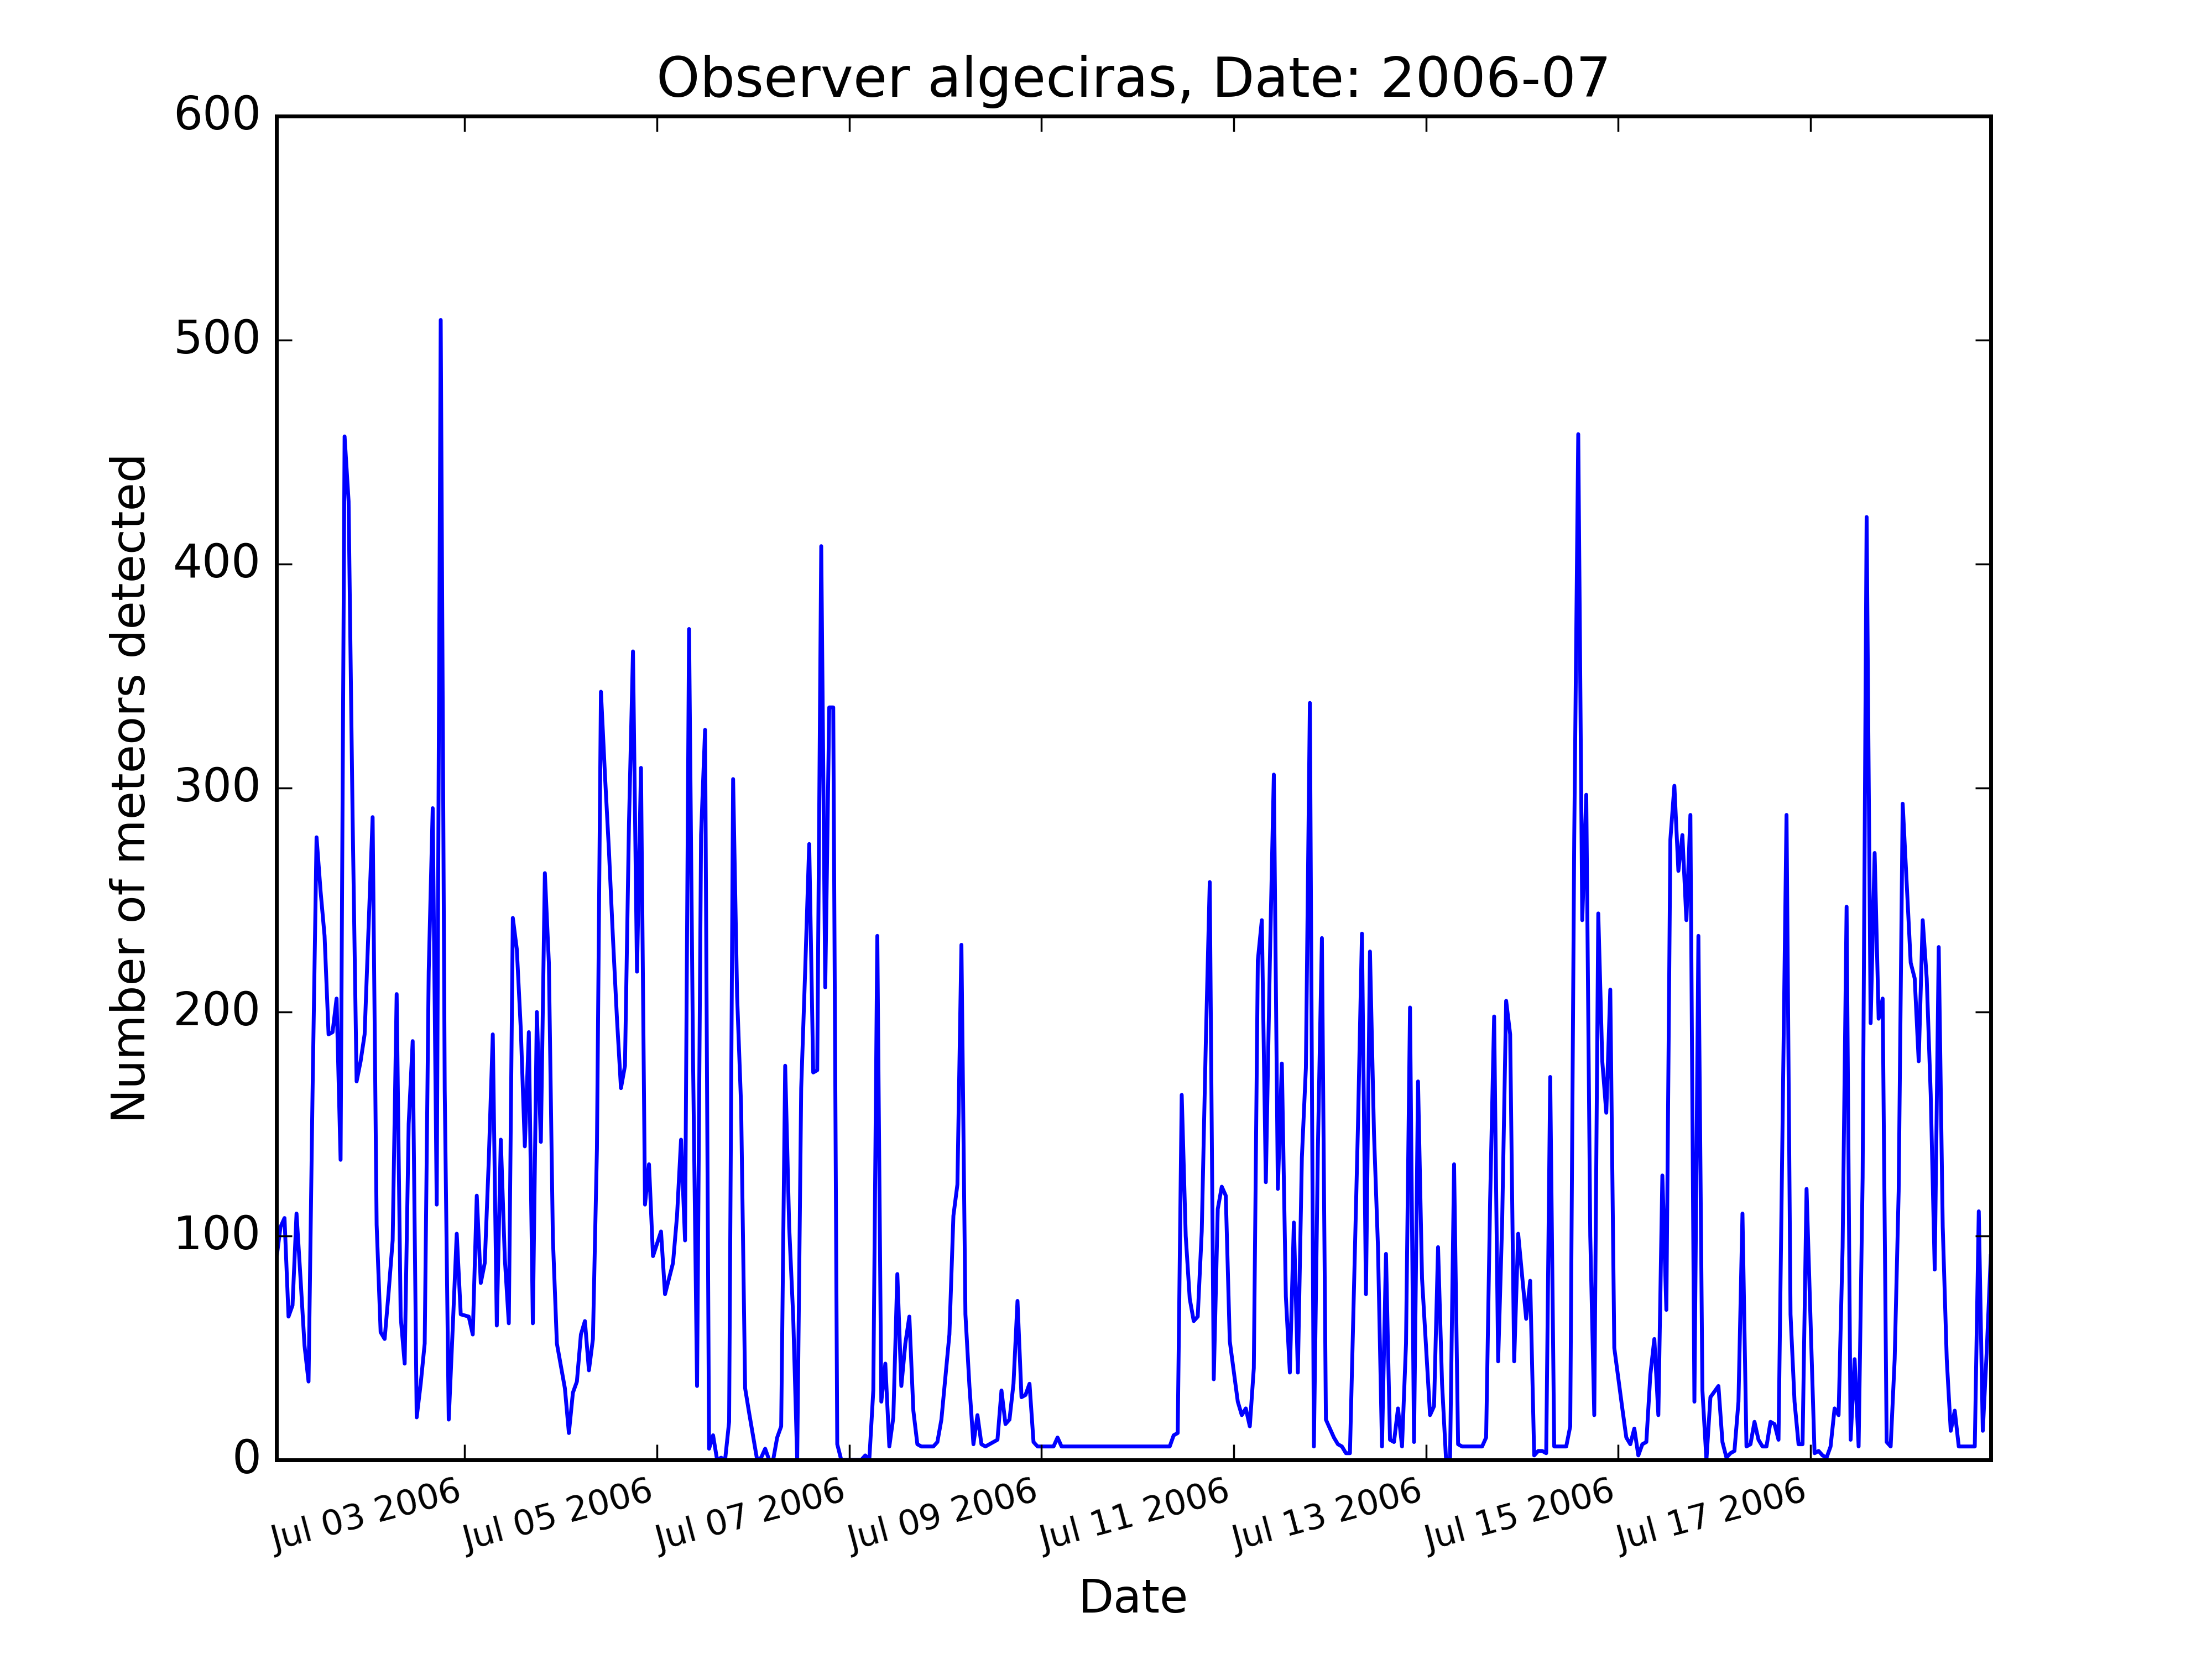 Observer algeciras, Date: 2006-07
600
500
400
300
200
100
0
Number of meteors detected
Jul 03 2006
Jul 05 2006
Jul 07 2006
Jul 09 2006
Jul 11 2006
Jul 13 2006
Jul 15 2006
Jul 17 2006
Date